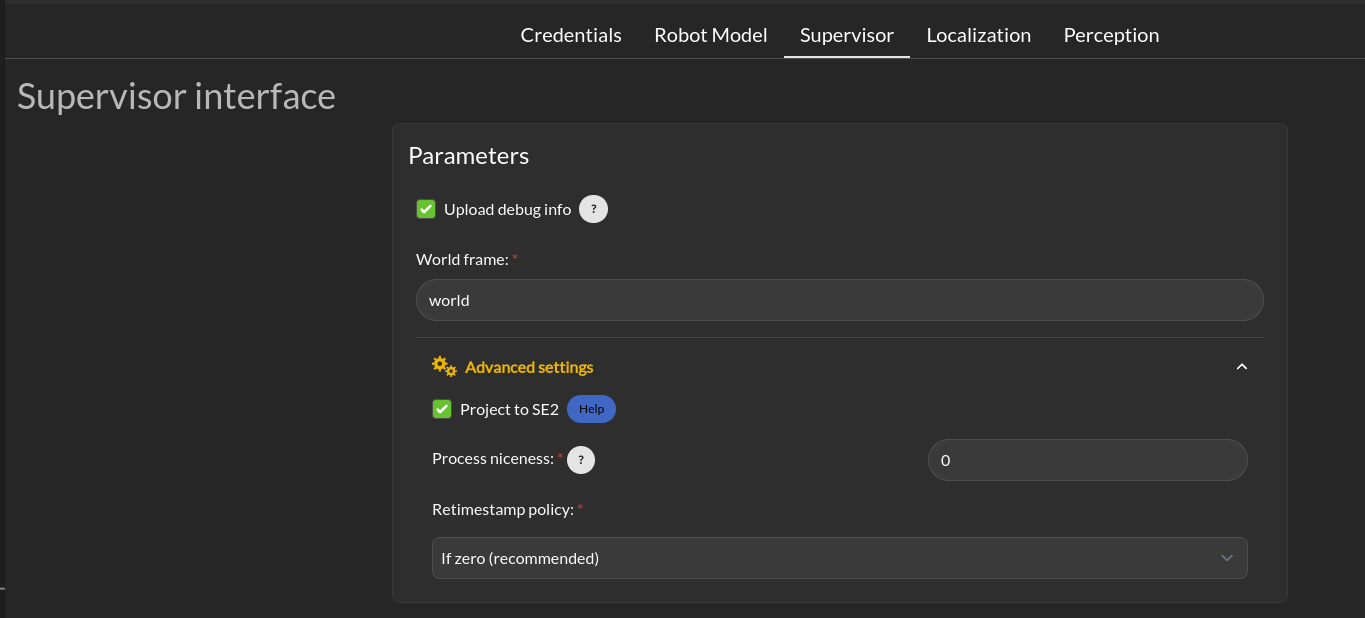 Credentials Robot Model Supervisor Localization Perception
Supervisor interface
Parameters
Upload debug info ?
World frame: *
world
Advanced settings
Project to SE2 Help
Process niceness: * ? 0
Retimestamp policy: *
If zero (recommended)